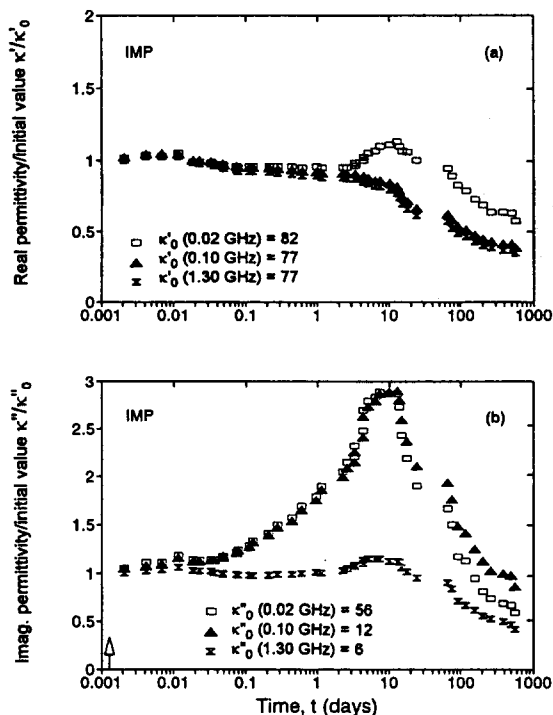 Real permittivity/initial value κ'/κ'₀
2
1.5
1
0.5
0
IMP
(a)
κ'₀ (0.02 GHz) = 82
κ'₀ (0.10 GHz) = 77
κ'₀ (1.30 GHz) = 77
0.001 0.01 0.1 1 10 100 1000
Imag. permittivity/initial value κ"/κ"₀
3
2.5
2
1.5
1
0.5
0
IMP
(b)
κ"₀ (0.02 GHz) = 56
κ"₀ (0.10 GHz) = 12
κ"₀ (1.30 GHz) = 6
0.001 0.01 0.1 1 10 100 1000
Time, t (days)